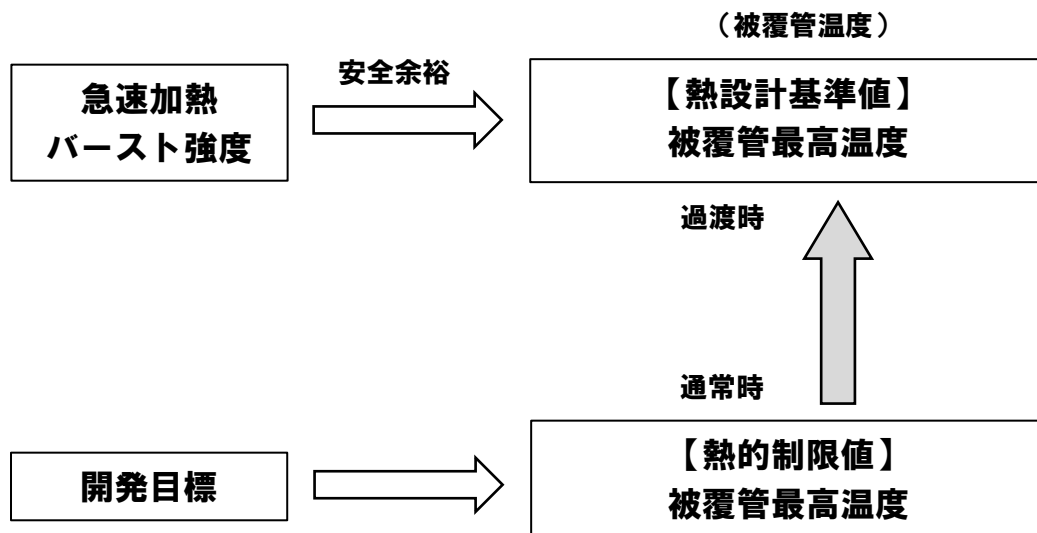 （被覆管温度）
急速加熱
バースト強度
安全余裕
【熱設計基準値】
被覆管最高温度
過渡時
通常時
開発目標
【熱的制限値】
被覆管最高温度